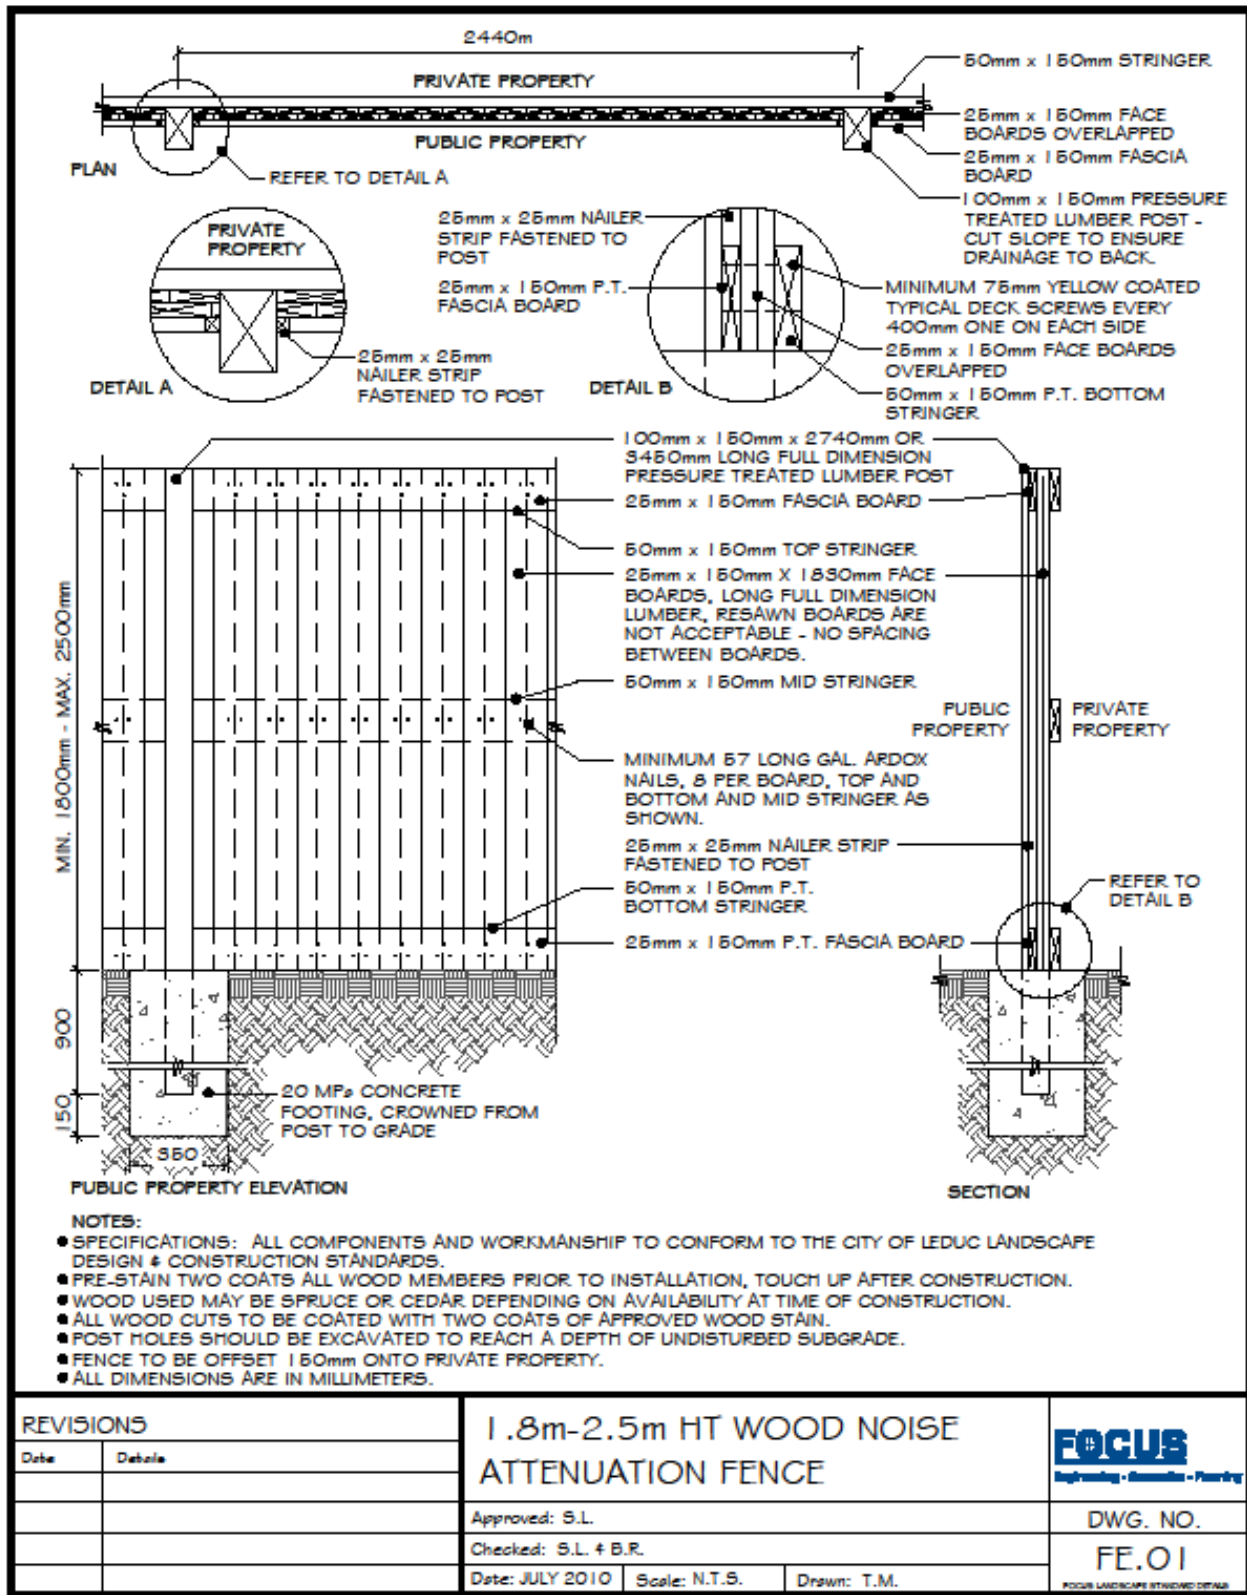 2440m
PRIVATE PROPERTY
PUBLIC PROPERTY
PLAN
REFER TO DETAIL A
50mm x 150mm STRINGER
25mm x 150mm FACE
BOARDS OVERLAPPED
25mm x 150mm FASCIA
BOARD
100mm x 150mm PRESSURE
TREATED LUMBER POST -
CUT SLOPE TO ENSURE
DRAINAGE TO BACK.
PRIVATE
PROPERTY
25mm x 25mm
NAILER STRIP
FASTENED TO POST
DETAIL A
25mm x 25mm NAILER
STRIP FASTENED TO
POST
25mm x 150mm P.T.
FASCIA BOARD
DETAIL B
MINIMUM 75mm YELLOW COATED
TYPICAL DECK SCREWS EVERY
400mm ONE ON EACH SIDE
25mm x 150mm FACE BOARDS
OVERLAPPED
50mm x 150mm P.T. BOTTOM
STRINGER
100mm x 150mm x 2740mm OR
3450mm LONG FULL DIMENSION
PRESSURE TREATED LUMBER POST
25mm x 150mm FASCIA BOARD
50mm x 150mm TOP STRINGER
25mm x 150mm X 1830mm FACE
BOARDS, LONG FULL DIMENSION
LUMBER, RESAWN BOARDS ARE
NOT ACCEPTABLE - NO SPACING
BETWEEN BOARDS.
50mm x 150mm MID STRINGER
MINIMUM 57 LONG GAL. ARDOX
NAILS, 8 PER BOARD, TOP AND
BOTTOM AND MID STRINGER AS
SHOWN.
25mm x 25mm NAILER STRIP
FASTENED TO POST
50mm x 150mm P.T.
BOTTOM STRINGER
25mm x 150mm P.T. FASCIA BOARD
MIN. 1800mm - MAX. 2500mm
900
150
350
20 MPa CONCRETE
FOOTING, CROWNED FROM
POST TO GRADE
PUBLIC PROPERTY ELEVATION
PUBLIC
PROPERTY
PRIVATE
PROPERTY
REFER TO
DETAIL B
SECTION
NOTES:
● SPECIFICATIONS: ALL COMPONENTS AND WORKMANSHIP TO CONFORM TO THE CITY OF LEDUC LANDSCAPE
DESIGN & CONSTRUCTION STANDARDS.
● PRE-STAIN TWO COATS ALL WOOD MEMBERS PRIOR TO INSTALLATION, TOUCH UP AFTER CONSTRUCTION.
● WOOD USED MAY BE SPRUCE OR CEDAR DEPENDING ON AVAILABILITY AT TIME OF CONSTRUCTION.
● ALL WOOD CUTS TO BE COATED WITH TWO COATS OF APPROVED WOOD STAIN.
● POST HOLES SHOULD BE EXCAVATED TO REACH A DEPTH OF UNDISTURBED SUBGRADE.
● FENCE TO BE OFFSET 150mm ONTO PRIVATE PROPERTY.
● ALL DIMENSIONS ARE IN MILLIMETERS.
REVISIONS
Date Details
1.8m-2.5m HT WOOD NOISE
ATTENUATION FENCE
Approved: S.L.
Checked: S.L. & B.R.
Date: JULY 2010 Scale: N.T.S. Drawn: T.M.
FOCUS
Engineering - Geomatics - Planning
DWG. NO.
FE.01
FOCUS LANDSCAPE STANDARD DETAILS